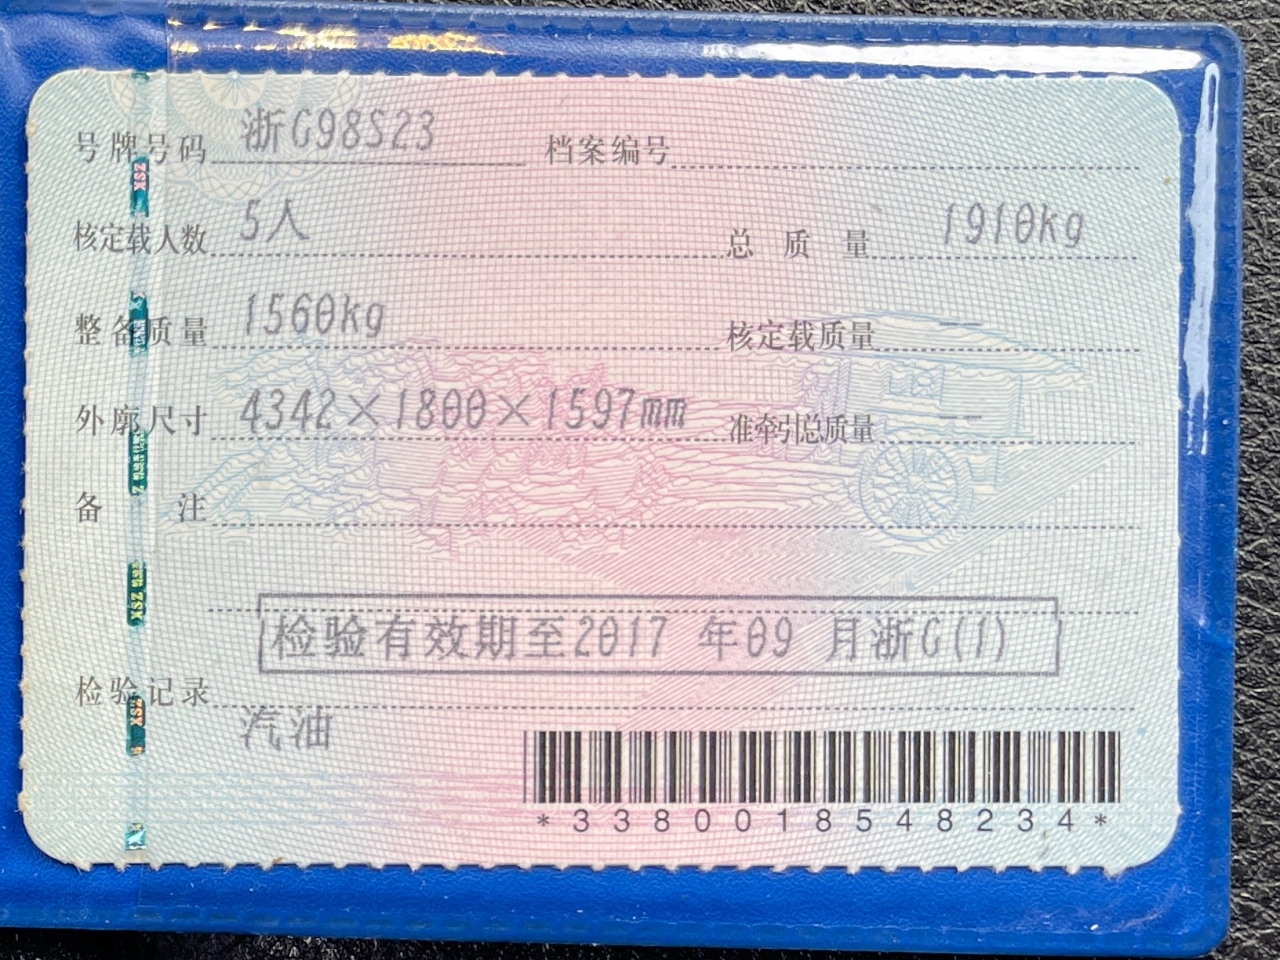 号牌号码 浙G98S23 档案编号
核定载人数 5人 总质量 1910kg
整备质量 1560kg 核定载质量 —
外廓尺寸 4342×1800×1597mm 准牵引总质量 —
备注
检验有效期至2017 年09 月浙G(1)
检验记录
汽油
*3380018548234*